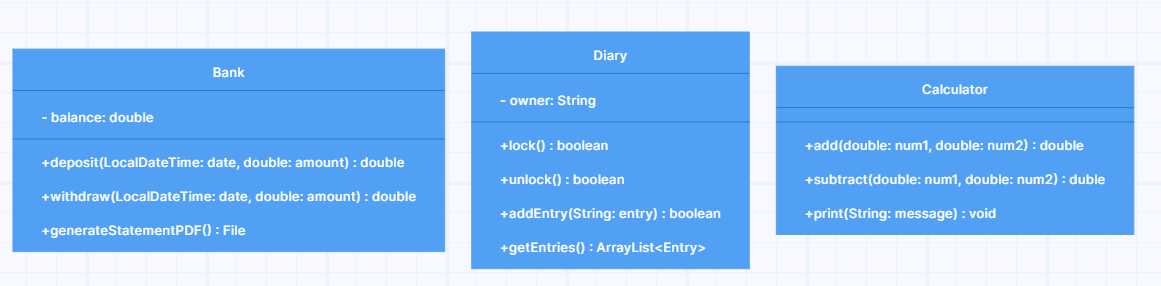 Bank
- balance: double
+deposit(LocalDateTime: date, double: amount) : double
+withdraw(LocalDateTime: date, double: amount) : double
+generateStatementPDF() : File
Diary
- owner: String
+lock() : boolean
+unlock() : boolean
+addEntry(String: entry) : boolean
+getEntries() : ArrayList<Entry>
Calculator
+add(double: num1, double: num2) : double
+subtract(double: num1, double: num2) : duble
+print(String: message) : void